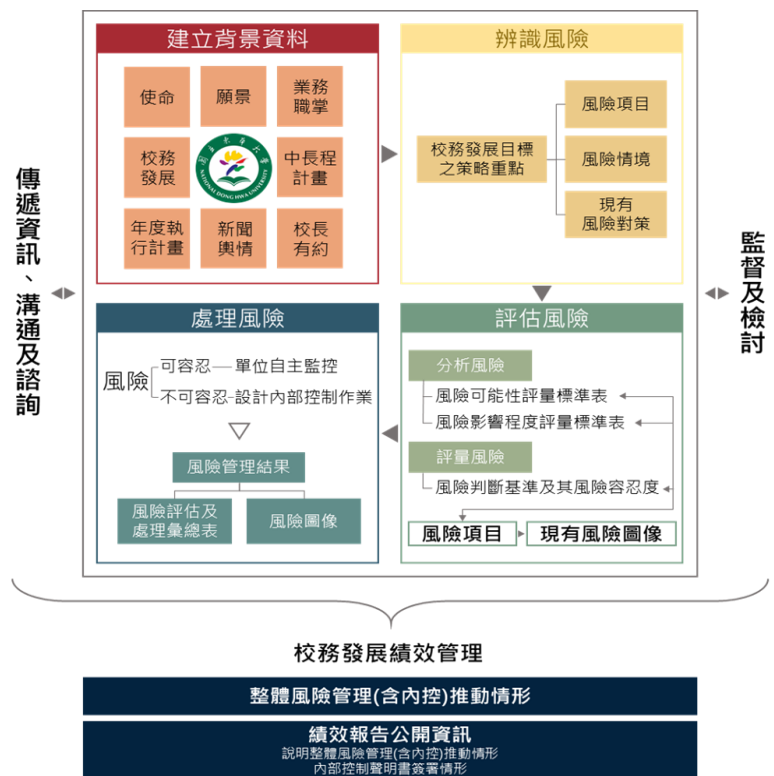 傳遞資訊、溝通及諮詢
建立背景資料
使命
願景
業務
職掌
校務
發展
國立東華大學
NATIONAL DONG HWA UNIVERSITY
中長程
計畫
年度執
行計畫
新聞
輿情
校長
有約
辨識風險
校務發展目標
之策略重點
風險項目
風險情境
現有
風險對策
處理風險
風險
可容忍
單位自主監控
不可容忍
設計內部控制作業
風險管理結果
風險評估及
處理彙總表
風險圖像
評估風險
分析風險
風險可能性評量標準表
風險影響程度評量標準表
評量風險
風險判斷基準及其風險容忍度
風險項目
現有風險圖像
監督及檢討
校務發展績效管理
整體風險管理(含內控)推動情形
績效報告公開資訊
說明整體風險管理(含內控)推動情形
內部控制聲明書簽署情形